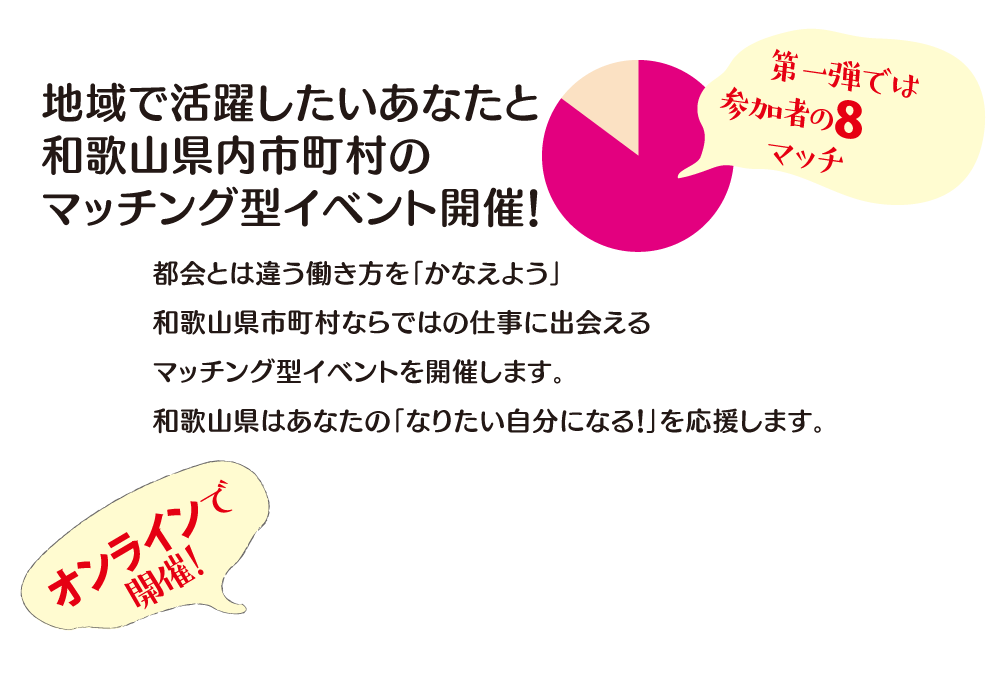 地域で活躍したいあなたと
和歌山県内市町村の
マッチング型イベント開催!
第一弾では
参加者の8
マッチ
都会とは違う働き方を「かなえよう」
和歌山県市町村ならではの仕事に出会える
マッチング型イベントを開催します。
和歌山県はあなたの「なりたい自分になる!」を応援します。
オンラインで
開催!